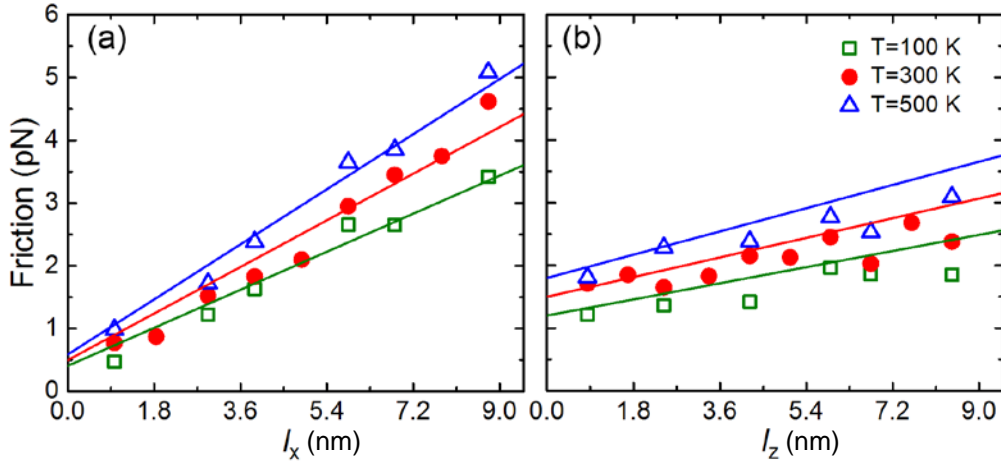 (a)
(b)
T=100 K
T=300 K
T=500 K
Friction (pN)
6
5
4
3
2
1
0
0.0 1.8 3.6 5.4 7.2 9.0
0.0 1.8 3.6 5.4 7.2 9.0
lx (nm)
lz (nm)